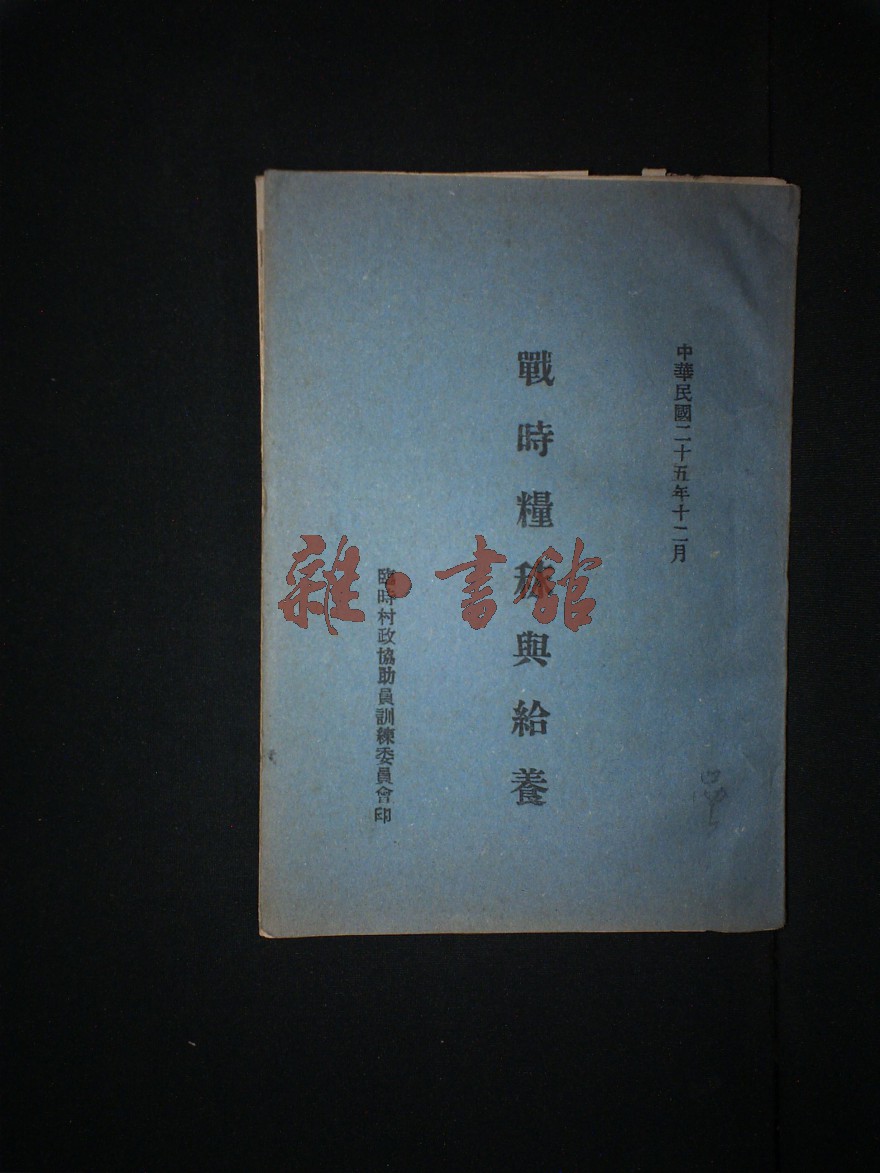 中華民國二十五年十二月
戰時糧秣與給養
臨時村政協助員訓練委員會印
雜·書館